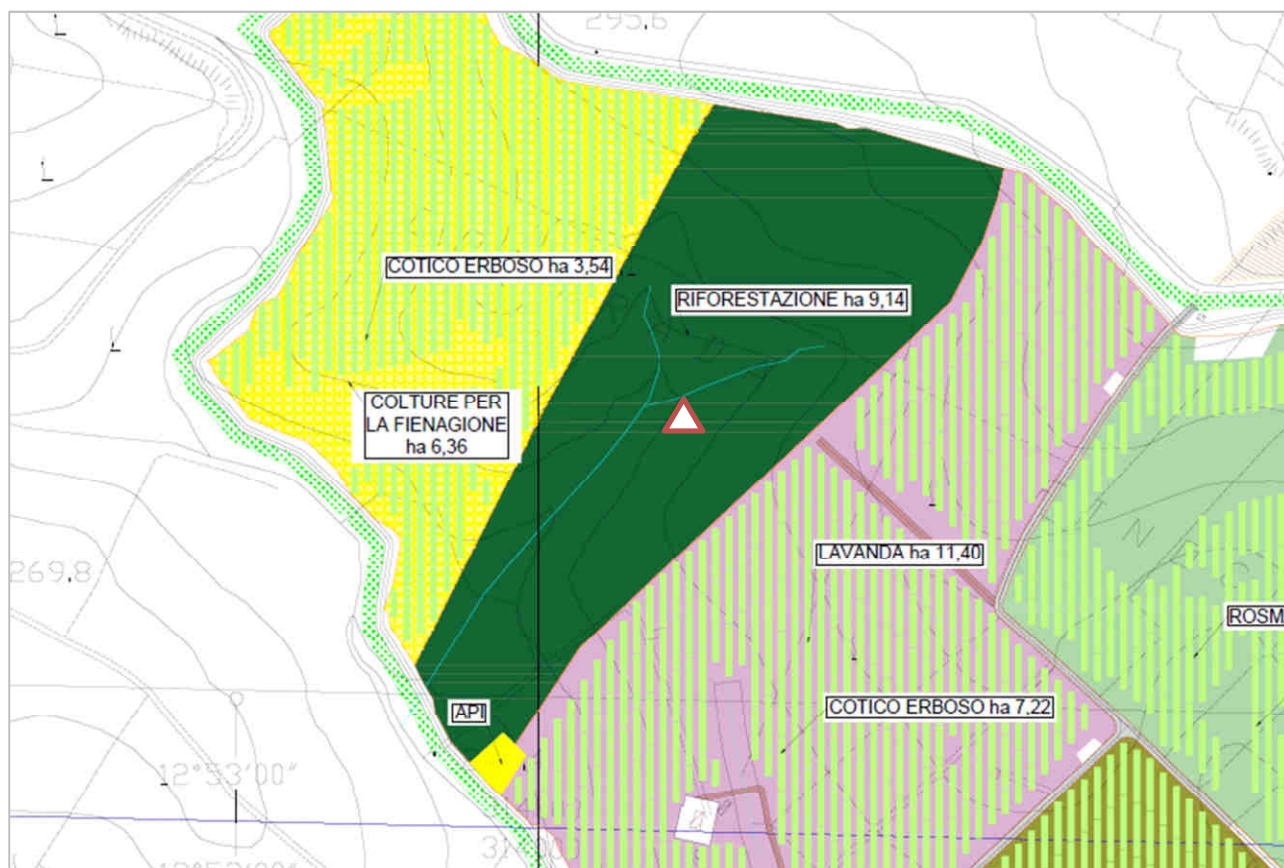 295,6
COTICO ERBOSO ha 3,54
RIFORESTAZIONE ha 9,14
COLTURE PER
LA FIENAGIONE
ha 6,36
LAVANDA ha 11,40
269,8
ROSM
COTICO ERBOSO ha 7,22
API
12°53'00"